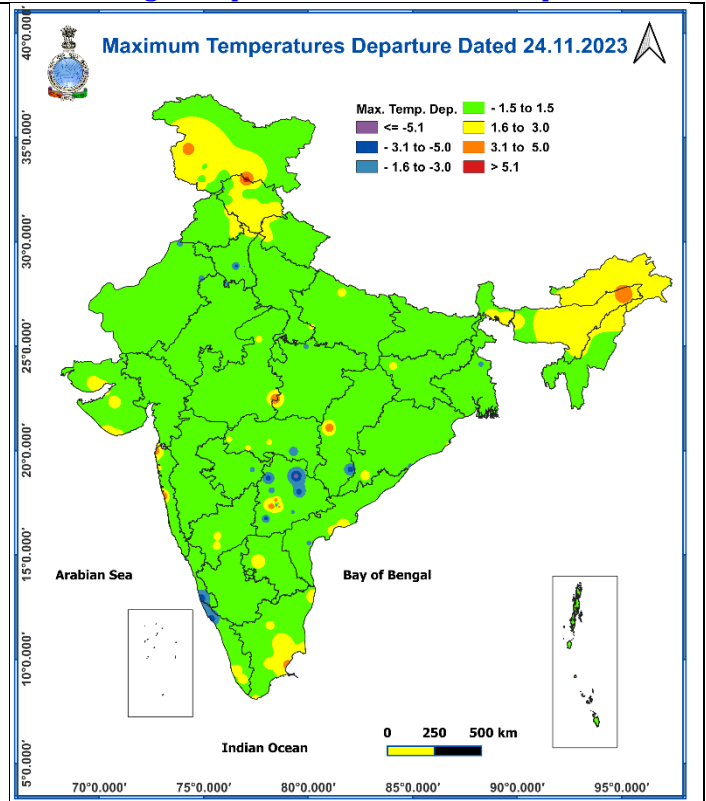 Maximum Temperatures Departure Dated 24.11.2023
Max. Temp. Dep.
<= -5.1
- 3.1 to -5.0
- 1.6 to -3.0
- 1.5 to 1.5
1.6 to 3.0
3.1 to 5.0
> 5.1
40°0.000'
35°0.000'
30°0.000'
25°0.000'
20°0.000'
15°0.000'
10°0.000'
5°0.000'
Arabian Sea
Bay of Bengal
Indian Ocean
0 250 500 km
70°0.000' 75°0.000' 80°0.000' 85°0.000' 90°0.000' 95°0.000'